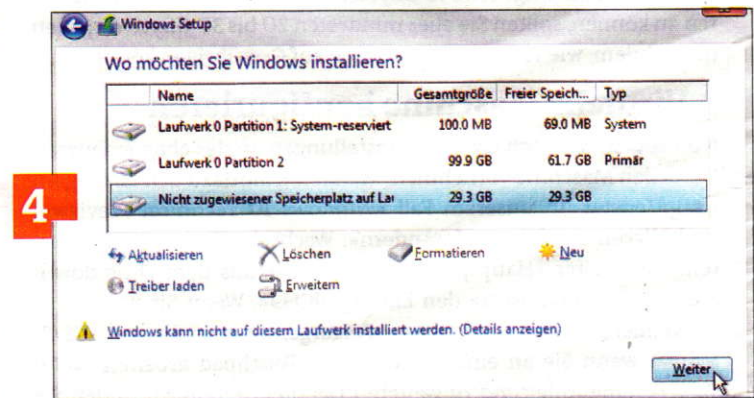 Windows Setup
Wo möchten Sie Windows installieren?
Name Gesamtgröße Freier Speich... Typ
Laufwerk 0 Partition 1: System-reserviert 100.0 MB 69.0 MB System
Laufwerk 0 Partition 2 99.9 GB 61.7 GB Primär
Nicht zugewiesener Speicherplatz auf Lau 29.3 GB 29.3 GB
4
Aktualisieren Löschen Formatieren Neu
Treiber laden Erweitern
Windows kann nicht auf diesem Laufwerk installiert werden. (Details anzeigen)
Weiter